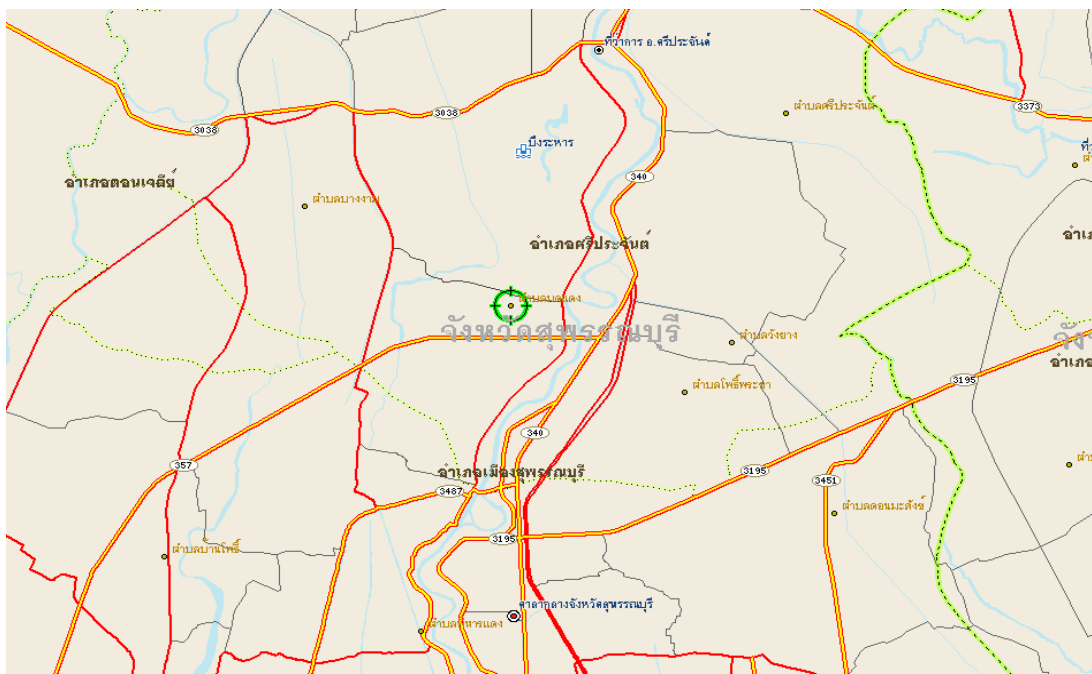 ที่ว่าการ อ.ศรีประจันต์
3373
ตำบลศรีประจันต์
3038
3038
บึงระหาร
อำเภอดอนเจดีย์
340
ตำบลบางงาม
อำเภอศรีประจันต์
จังหวัดสุพรรณบุรี
ตำบลวังยาง
3195
ตำบลโพธิ์พระยา
340
357
อำเภอเมืองสุพรรณบุรี
3195
3451
3487
ตำบลดอนมะสังข์
3195
ตำบลบ้านโพธิ์
ศาลากลางจังหวัดสุพรรณบุรี